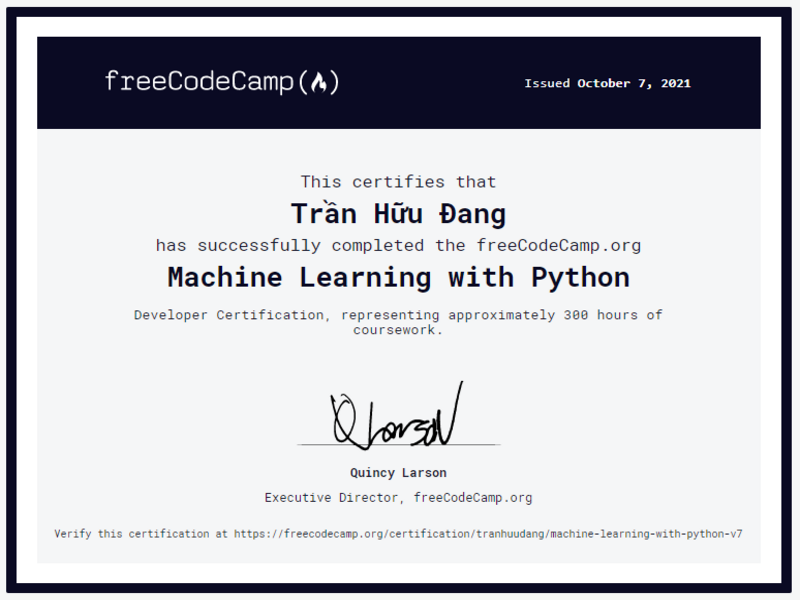 freeCodeCamp(🔥)
Issued October 7, 2021
This certifies that
Trần Hữu Đang
has successfully completed the freeCodeCamp.org
Machine Learning with Python
Developer Certification, representing approximately 300 hours of
coursework.
Q Larson
Quincy Larson
Executive Director, freeCodeCamp.org
Verify this certification at https://freecodecamp.org/certification/tranhuudang/machine-learning-with-python-v7